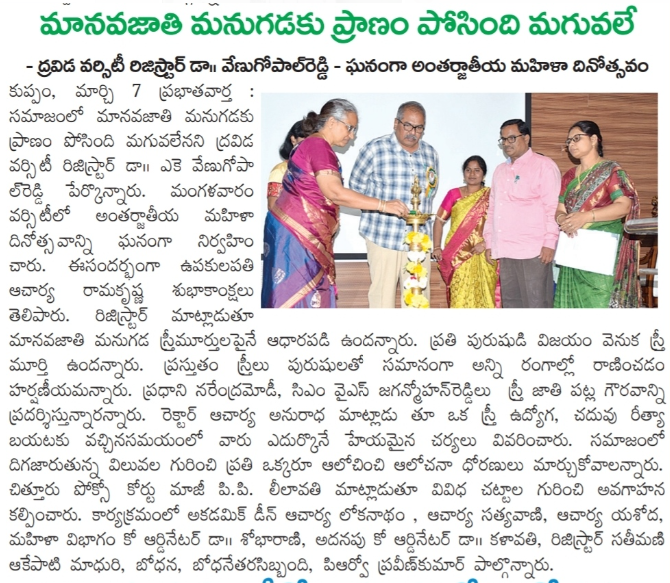 మానవజాతి మనుగడకు ప్రాణం పోసింది మగువలే
- ద్రవిడ వర్సిటీ రిజిస్ట్రార్ డా॥ వేణుగోపాల్‌రెడ్డి - ఘనంగా అంతర్జాతీయ మహిళా దినోత్సవం
కుప్పం, మార్చి 7 ప్రభాతవార్త :
సమాజంలో మానవజాతి మనుగడకు
ప్రాణం పోసింది మగువలేనని ద్రవిడ
వర్సిటీ రిజిస్ట్రార్ డా॥ ఎకె వేణుగోపా
ల్‌రెడ్డి పేర్కొన్నారు. మంగళవారం
వర్సిటీలో అంతర్జాతీయ మహిళా
దినోత్సవాన్ని ఘనంగా నిర్వహిం
చారు. ఈసందర్భంగా ఉపకులపతి
ఆచార్య రామకృష్ణ శుభాకాంక్షలు
తెలిపారు. రిజిస్ట్రార్ మాట్లాడుతూ
మానవజాతి మనుగడ స్త్రీమూర్తులపైనే ఆధారపడి ఉందన్నారు. ప్రతి పురుషుడి విజయం వెనుక స్త్రీ
మూర్తి ఉందన్నారు. ప్రస్తుతం స్త్రీలు పురుషులతో సమానంగా అన్ని రంగాల్లో రాణించడం
హర్షణీయమన్నారు. ప్రధాని నరేంద్రమోడీ, సిఎం వైఎస్ జగన్మోహన్‌రెడ్డిలు స్త్రీ జాతి పట్ల గౌరవాన్ని
ప్రదర్శిస్తున్నారన్నారు. రెక్టార్ ఆచార్య అనురాధ మాట్లాడు తూ ఒక స్త్రీ ఉద్యోగ, చదువు రీత్యా
బయటకు వచ్చినసమయంలో వారు ఎదుర్కొనే హేయమైన చర్యలు వివరించారు. సమాజంలో
దిగజారుతున్న విలువల గురించి ప్రతి ఒక్కరూ ఆలోచించి ఆలోచనా ధోరణులు మార్చుకోవాలన్నారు.
చిత్తూరు పోక్సో కోర్టు మాజీ పి.పి. లీలావతి మాట్లాడుతూ వివిధ చట్టాల గురించి అవగాహన
కల్పించారు. కార్యక్రమంలో అకడమిక్ డీన్ ఆచార్య లోకనాథం , ఆచార్య సత్యవాణి, ఆచార్య యశోద,
మహిళా విభాగం కో ఆర్డినేటర్ డా॥ శోభారాణి, అదనపు కో ఆర్డినేటర్ డా॥ కళావతి, రిజిస్ట్రార్ సతీమణి
ఆకేపాటి మాధురి, బోధన, బోధనేతరసిబ్బంది, పిఆర్వో ప్రవీణ్‌కుమార్ పాల్గొన్నారు.